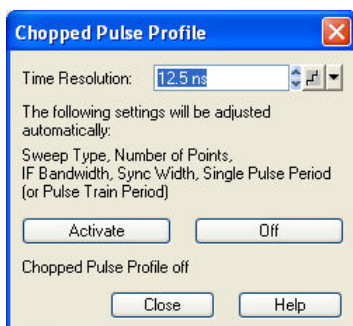 Chopped Pulse Profile
Time Resolution: 12.5 ns
The following settings will be adjusted
automatically:
Sweep Type, Number of Points,
IF Bandwidth, Sync Width, Single Pulse Period
(or Pulse Train Period)
Activate Off
Chopped Pulse Profile off
Close Help